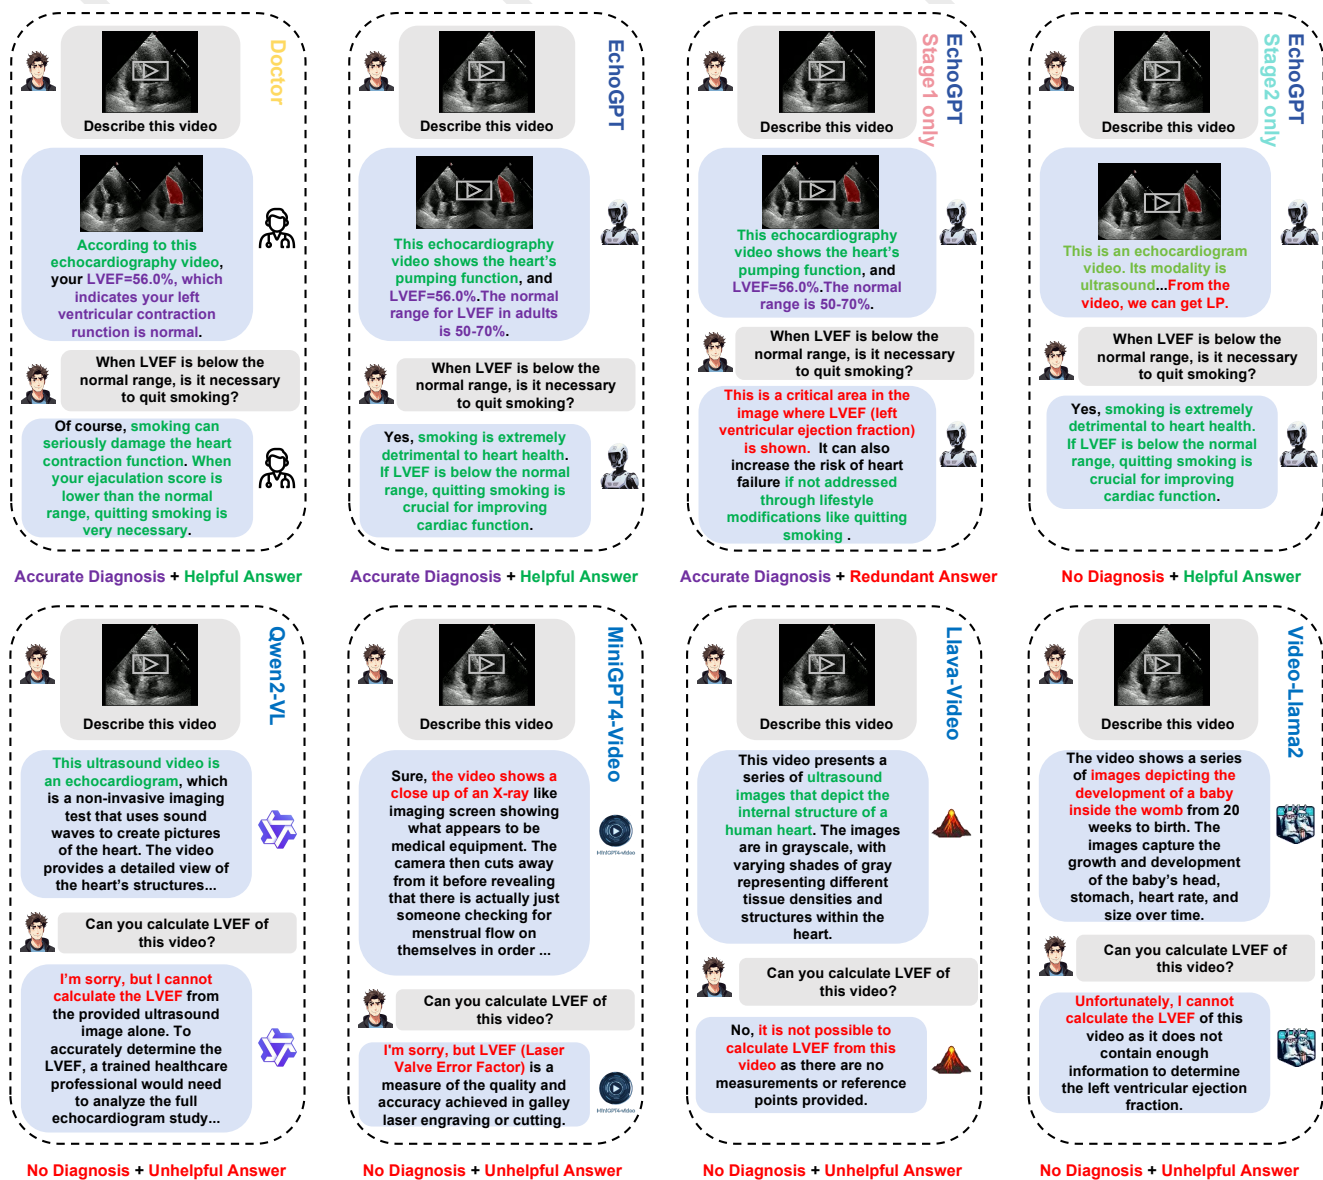 Doctor
Describe this video
According to this
echocardiography video,
your LVEF=56.0%, which
indicates your left
ventricular contraction
runction is normal.
When LVEF is below the
normal range, is it necessary
to quit smoking?
Of course, smoking can
seriously damage the heart
contraction function. When
your ejaculation score is
lower than the normal
range, quitting smoking is
very necessary.
Accurate Diagnosis + Helpful Answer
EchoGPT
Describe this video
This echocardiography
video shows the heart's
pumping function, and
LVEF=56.0%.The normal
range for LVEF in adults
is 50-70%.
When LVEF is below the
normal range, is it necessary
to quit smoking?
Yes, smoking is extremely
detrimental to heart health.
If LVEF is below the normal
range, quitting smoking is
crucial for improving
cardiac function.
Accurate Diagnosis + Helpful Answer
EchoGPT
Stage1 only
Describe this video
This echocardiography
video shows the heart's
pumping function, and
LVEF=56.0%.The normal
range is 50-70%.
When LVEF is below the
normal range, is it necessary
to quit smoking?
This is a critical area in the
image where LVEF (left
ventricular ejection fraction)
is shown. It can also
increase the risk of heart
failure if not addressed
through lifestyle
modifications like quitting
smoking .
Accurate Diagnosis + Redundant Answer
EchoGPT
Stage2 only
Describe this video
This is an echocardiogram
video. Its modality is
ultrasound...From the
video, we can get LP.
When LVEF is below the
normal range, is it necessary
to quit smoking?
Yes, smoking is extremely
detrimental to heart health.
If LVEF is below the normal
range, quitting smoking is
crucial for improving
cardiac function.
No Diagnosis + Helpful Answer
Qwen2-VL
Describe this video
This ultrasound video is
an echocardiogram, which
is a non-invasive imaging
test that uses sound
waves to create pictures
of the heart. The video
provides a detailed view of
the heart's structures...
Can you calculate LVEF of
this video?
I'm sorry, but I cannot
calculate the LVEF from
the provided ultrasound
image alone. To
accurately determine the
LVEF, a trained healthcare
professional would need
to analyze the full
echocardiogram study...
No Diagnosis + Unhelpful Answer
MiniGPT4-Video
Describe this video
Sure, the video shows a
close up of an X-ray like
imaging screen showing
what appears to be
medical equipment. The
camera then cuts away
from it before revealing
that there is actually just
someone checking for
menstrual flow on
themselves in order ...
MiniGPT4-video
Can you calculate LVEF of
this video?
I'm sorry, but LVEF (Laser
Valve Error Factor) is a
measure of the quality and
accuracy achieved in galley
laser engraving or cutting.
MiniGPT4-video
No Diagnosis + Unhelpful Answer
Llava-Video
Describe this video
This video presents a
series of ultrasound
images that depict the
internal structure of a
human heart. The images
are in grayscale, with
varying shades of gray
representing different
tissue densities and
structures within the
heart.
Can you calculate LVEF of
this video?
No, it is not possible to
calculate LVEF from this
video as there are no
measurements or reference
points provided.
No Diagnosis + Unhelpful Answer
Video-Llama2
Describe this video
The video shows a series
of images depicting the
development of a baby
inside the womb from 20
weeks to birth. The
images capture the
growth and development
of the baby's head,
stomach, heart rate, and
size over time.
Can you calculate LVEF of
this video?
Unfortunately, I cannot
calculate the LVEF of this
video as it does not
contain enough
information to determine
the left ventricular ejection
fraction.
No Diagnosis + Unhelpful Answer